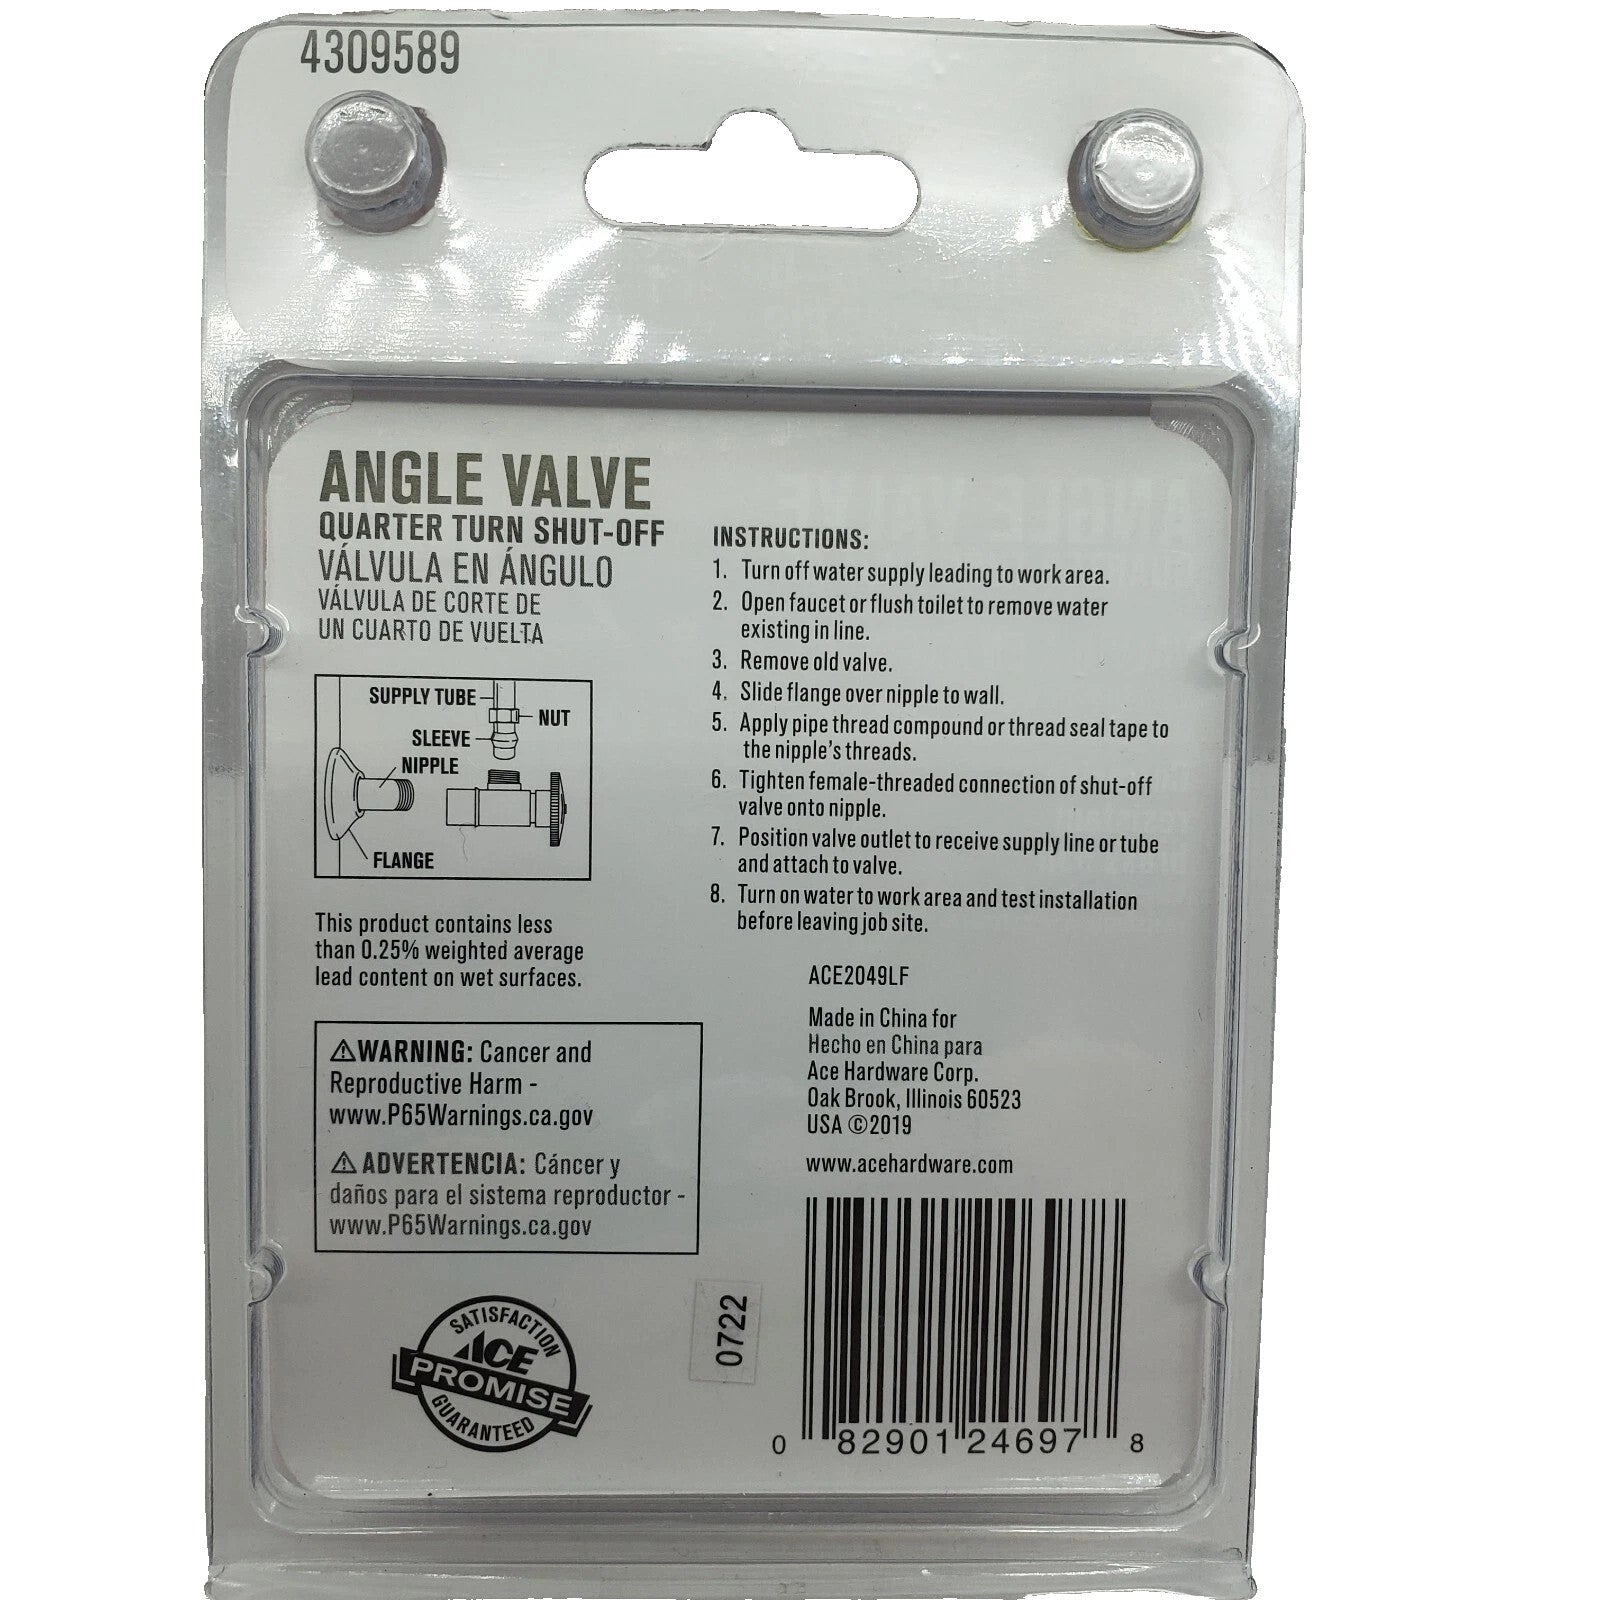 4309589
ANGLE VALVE
QUARTER TURN SHUT-OFF
VÁLVULA EN ÁNGULO
VÁLVULA DE CORTE DE
UN CUARTO DE VUELTA
SUPPLY TUBE
NUT
SLEEVE
NIPPLE
FLANGE
This product contains less
than 0.25% weighted average
lead content on wet surfaces.
⚠WARNING: Cancer and
Reproductive Harm -
www.P65Warnings.ca.gov
⚠ADVERTENCIA: Cáncer y
daños para el sistema reproductor -
www.P65Warnings.ca.gov
SATISFACTION
ACE
PROMISE
GUARANTEED
0722
INSTRUCTIONS:
1. Turn off water supply leading to work area.
2. Open faucet or flush toilet to remove water
existing in line.
3. Remove old valve.
4. Slide flange over nipple to wall.
5. Apply pipe thread compound or thread seal tape to
the nipple's threads.
6. Tighten female-threaded connection of shut-off
valve onto nipple.
7. Position valve outlet to receive supply line or tube
and attach to valve.
8. Turn on water to work area and test installation
before leaving job site.
ACE2049LF
Made in China for
Hecho en China para
Ace Hardware Corp.
Oak Brook, Illinois 60523
USA ©2019
www.acehardware.com
0 82901 24697 8